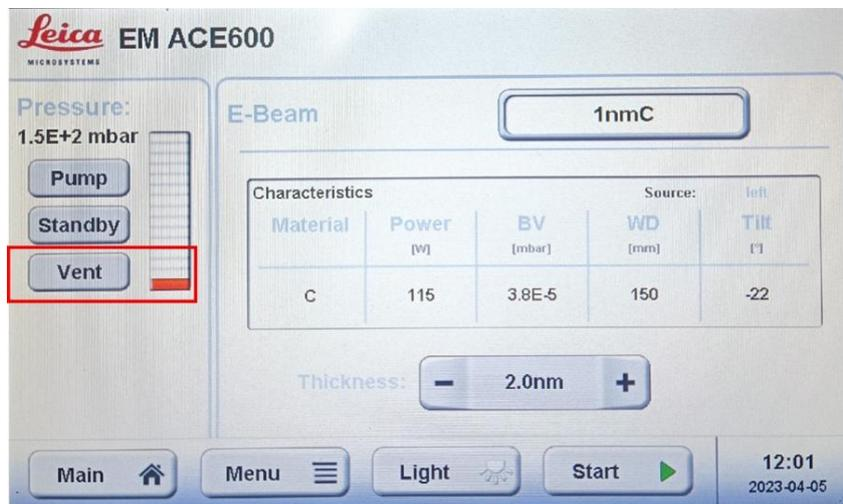 Leica EM ACE600
MICROSYSTEMS
Pressure:
1.5E+2 mbar
Pump
Standby
Vent
E-Beam
1nmC
Characteristics
Source: left
Material Power BV WD Tilt
[W] [mbar] [mm] [°]
C 115 3.8E-5 150 -22
Thickness: - 2.0nm +
Main
Menu
Light
Start
12:01
2023-04-05